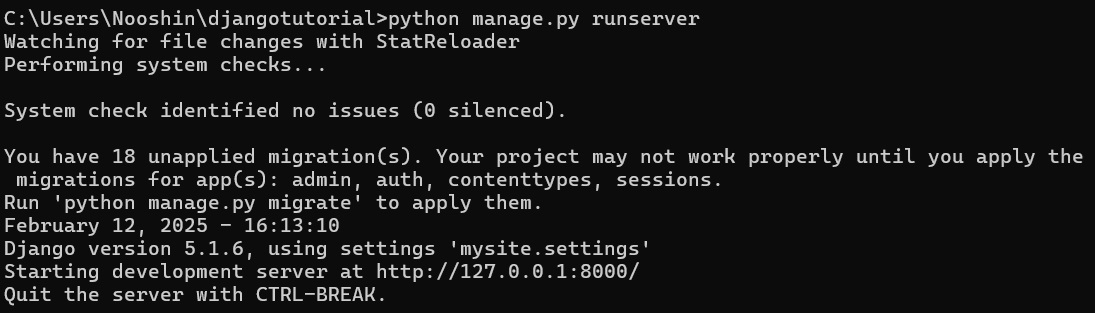 C:\Users\Nooshin\djangotutorial>python manage.py runserver
Watching for file changes with StatReloader
Performing system checks...
System check identified no issues (0 silenced).
You have 18 unapplied migration(s). Your project may not work properly until you apply the
 migrations for app(s): admin, auth, contenttypes, sessions.
Run 'python manage.py migrate' to apply them.
February 12, 2025 - 16:13:10
Django version 5.1.6, using settings 'mysite.settings'
Starting development server at http://127.0.0.1:8000/
Quit the server with CTRL-BREAK.